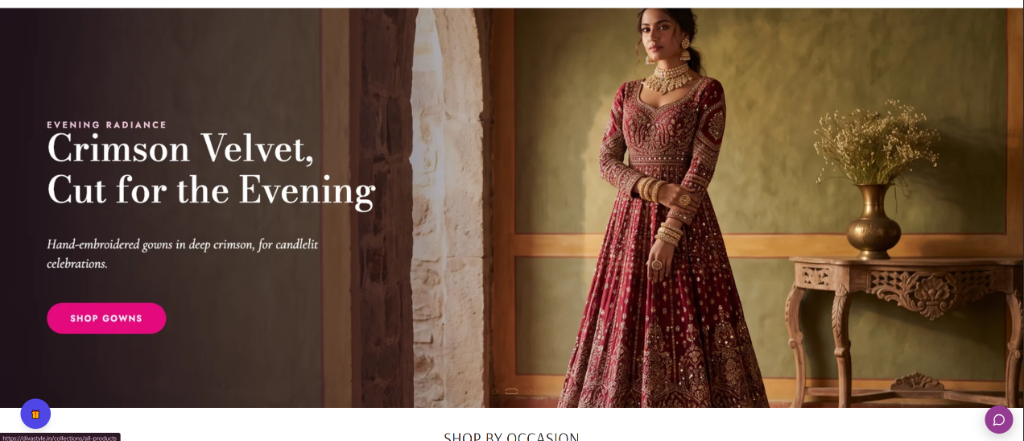 EVENING RADIANCE
Crimson Velvet,
Cut for the Evening
Hand-embroidered gowns in deep crimson, for candlelit
celebrations.
SHOP GOWNS
https://divastyle.in/collections/all-products
SHOP BY OCCASION